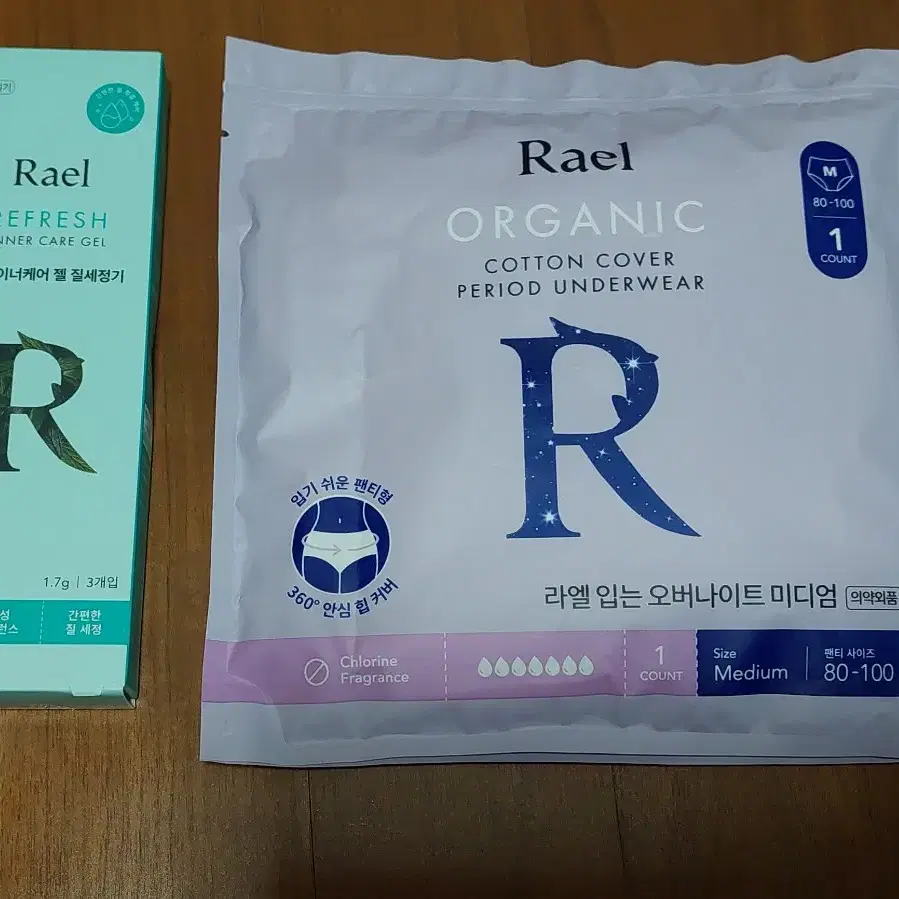 Rael
REFRESH
INNER CARE GEL
이너케어 젤 질세정기
R
1.7g | 3개입
간편한
질 세정
Rael
ORGANIC
COTTON COVER
PERIOD UNDERWEAR
M
80-100
1
COUNT
R
입기 쉬운 팬티형
360° 안심 힙 커버
라엘 입는 오버나이트 미디엄 의약외품
Chlorine
Fragrance
1
COUNT
Size
Medium
팬티 사이즈
80-100